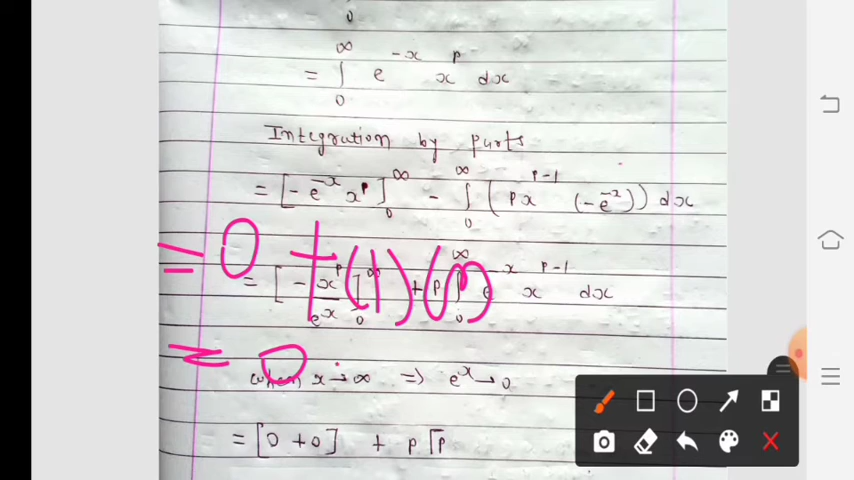 0
∞
= ∫ e^-x x^p dx
0
Integration by parts
= [-e^-x x^p]_0^∞ - ∫_0^∞ (px^p-1 (-e^-x)) dx
= 0 + (1)(
= [-x^p/e^x]_0^∞ + p ∫_0^∞ e^-x x^p-1 dx
= 0
when x→∞ => e^x→0
= [0 + 0] + p Γp